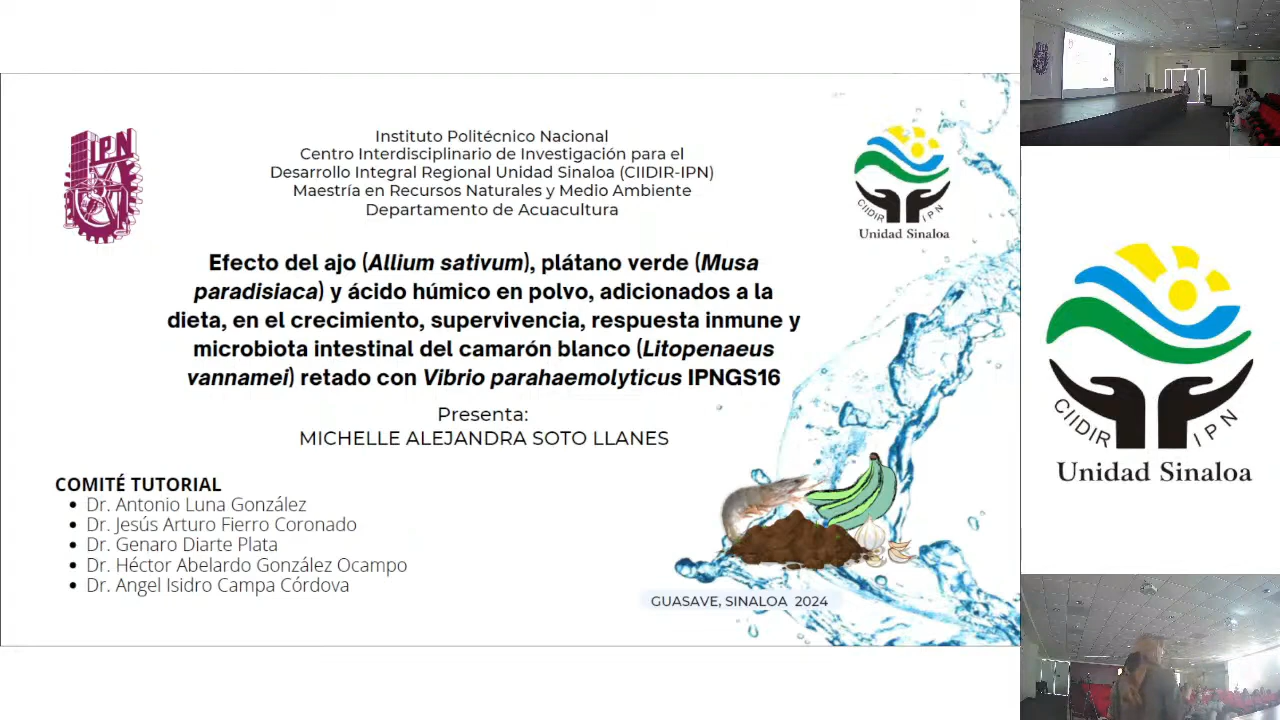 IPN
Instituto Politécnico Nacional
Centro Interdisciplinario de Investigación para el
Desarrollo Integral Regional Unidad Sinaloa (CIIDIR-IPN)
Maestría en Recursos Naturales y Medio Ambiente
Departamento de Acuacultura
CIIDIR IPN
Unidad Sinaloa
Efecto del ajo (Allium sativum), plátano verde (Musa
paradisiaca) y ácido húmico en polvo, adicionados a la
dieta, en el crecimiento, supervivencia, respuesta inmune y
microbiota intestinal del camarón blanco (Litopenaeus
vannamei) retado con Vibrio parahaemolyticus IPNGS16
Presenta:
MICHELLE ALEJANDRA SOTO LLANES
COMITÉ TUTORIAL
• Dr. Antonio Luna González
• Dr. Jesús Arturo Fierro Coronado
• Dr. Genaro Diarte Plata
• Dr. Héctor Abelardo González Ocampo
• Dr. Angel Isidro Campa Córdova
GUASAVE, SINALOA 2024
CIIDIR IPN
Unidad Sinaloa